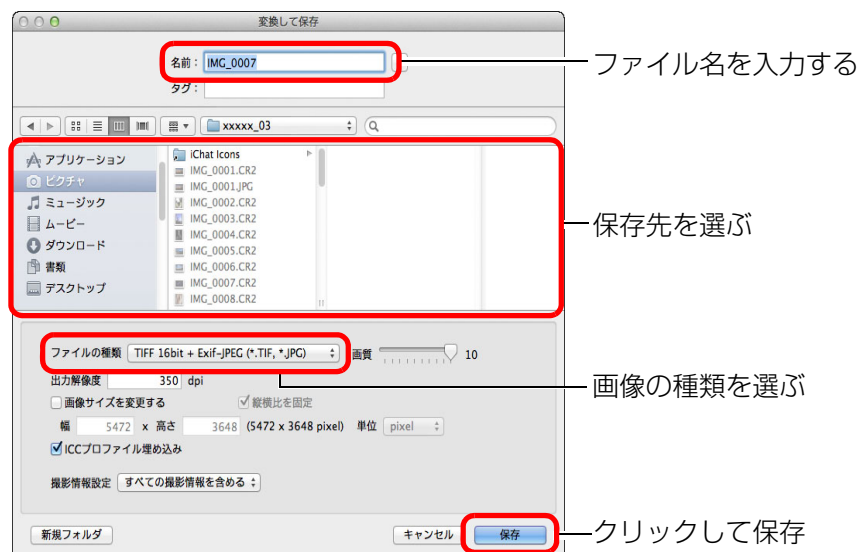 変換して保存
名前： IMG_0007
ファイル名を入力する
タグ：
xxxxx_03
アプリケーション
ピクチャ
ミュージック
ムービー
ダウンロード
書類
デスクトップ
iChat Icons
IMG_0001.CR2
IMG_0001.JPG
IMG_0002.CR2
IMG_0003.CR2
IMG_0004.CR2
IMG_0005.CR2
IMG_0006.CR2
IMG_0007.CR2
IMG_0008.CR2
保存先を選ぶ
ファイルの種類 TIFF 16bit + Exif-JPEG (*.TIF, *.JPG) 画質 10
出力解像度 350 dpi
画像の種類を選ぶ
画像サイズを変更する 縦横比を固定
幅 5472 x 高さ 3648 (5472 x 3648 pixel) 単位 pixel
ICCプロファイル埋め込み
撮影情報設定 すべての撮影情報を含める
新規フォルダ キャンセル 保存
クリックして保存